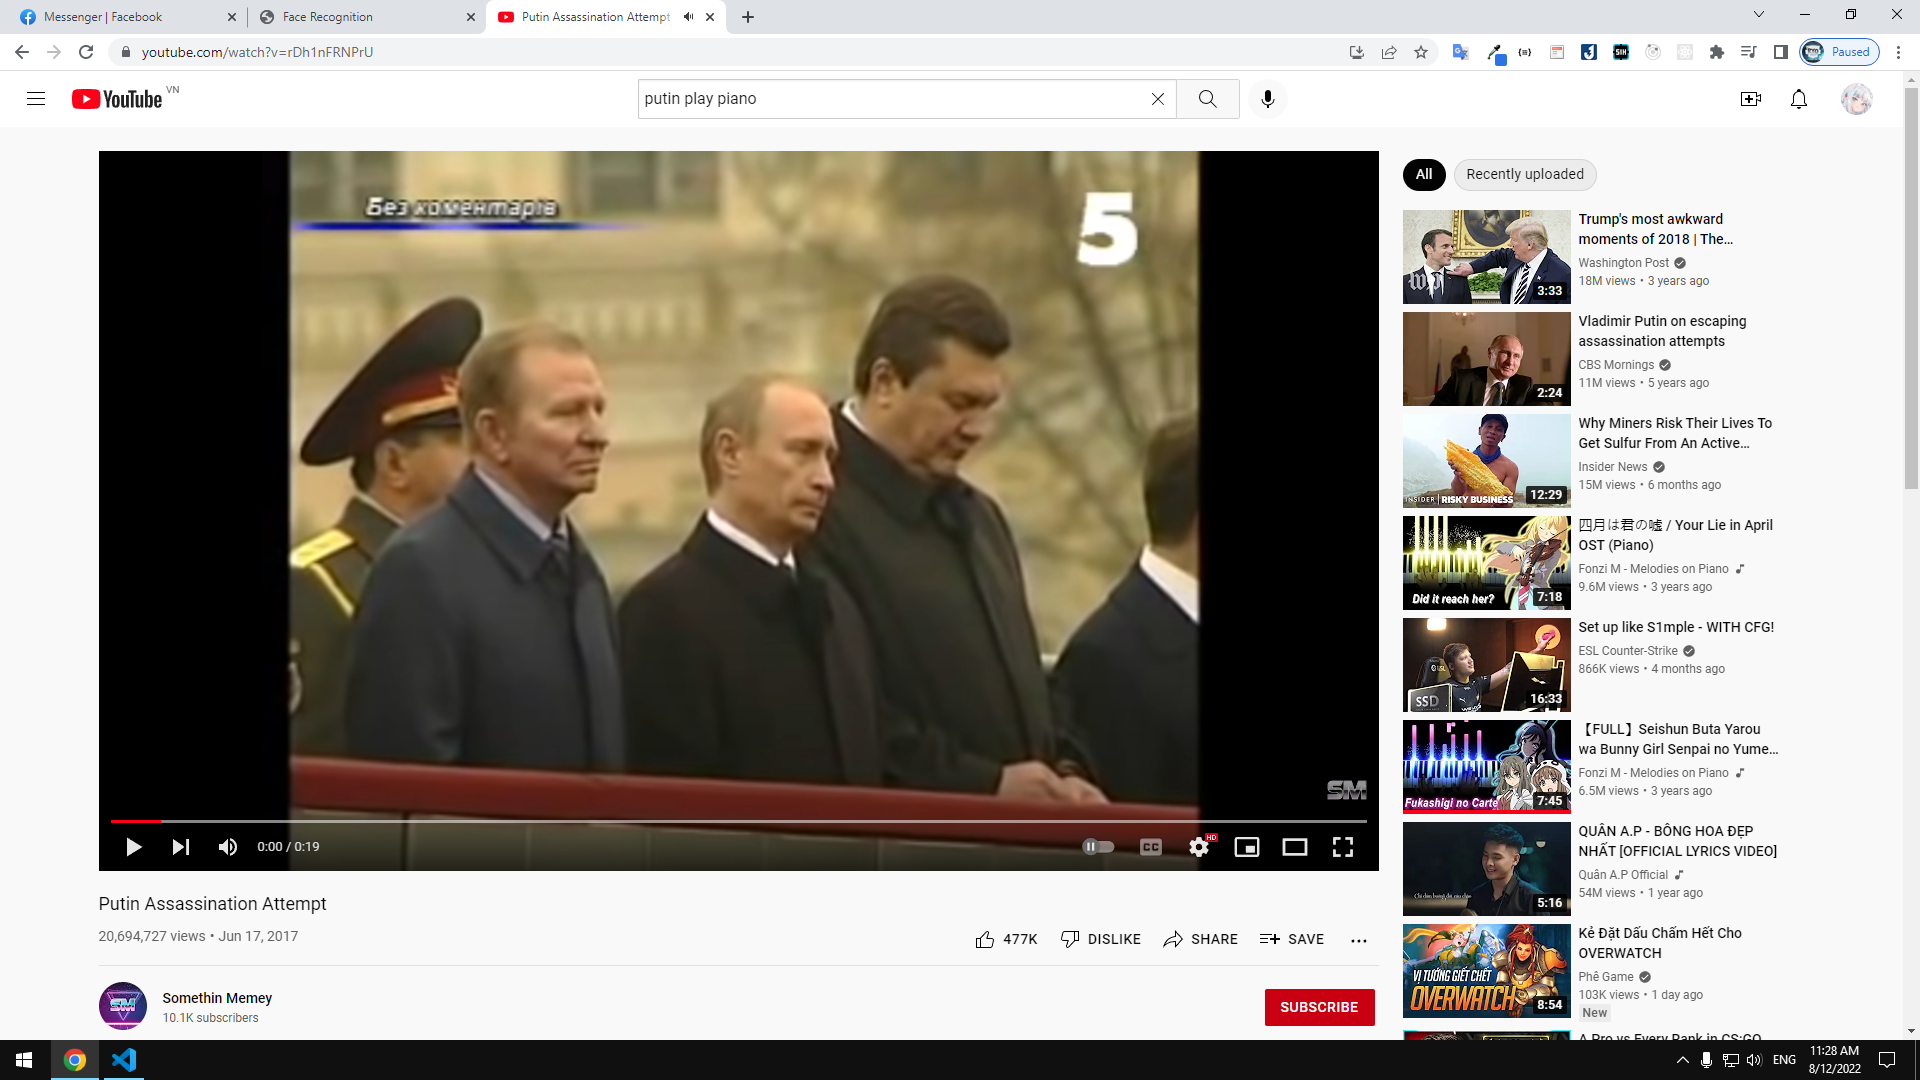 Messenger | Facebook
Face Recognition
Putin Assassination Attempt
youtube.com/watch?v=rDh1nFRNPrU
Paused
YouTube VN
putin play piano
Без коментарів
5
SM
0:00 / 0:19
CC
HD
Putin Assassination Attempt
20,694,727 views • Jun 17, 2017
477K
DISLIKE
SHARE
SAVE
SM
Somethin Memey
10.1K subscribers
SUBSCRIBE
All
Recently uploaded
3:33
Trump's most awkward
moments of 2018 | The...
Washington Post
18M views • 3 years ago
2:24
Vladimir Putin on escaping
assassination attempts
CBS Mornings
11M views • 5 years ago
INSIDER | RISKY BUSINESS
12:29
Why Miners Risk Their Lives To
Get Sulfur From An Active...
Insider News
15M views • 6 months ago
Did it reach her?
7:18
四月は君の嘘 / Your Lie in April
OST (Piano)
Fonzi M - Melodies on Piano
9.6M views • 3 years ago
SSD
16:33
Set up like S1mple - WITH CFG!
ESL Counter-Strike
866K views • 4 months ago
Fukashigi no Carte
7:45
【FULL】Seishun Buta Yarou
wa Bunny Girl Senpai no Yume...
Fonzi M - Melodies on Piano
6.5M views • 3 years ago
5:16
QUÂN A.P - BÔNG HOA ĐẸP
NHẤT [OFFICIAL LYRICS VIDEO]
Quân A.P Official
54M views • 1 year ago
VỊ TƯỚNG GIẾT CHẾT
OVERWATCH
8:54
Kẻ Đặt Dấu Chấm Hết Cho
OVERWATCH
Phê Game
103K views • 1 day ago
New
A Pro vs Every Rank in CS:GO
ENG
11:28 AM
8/12/2022